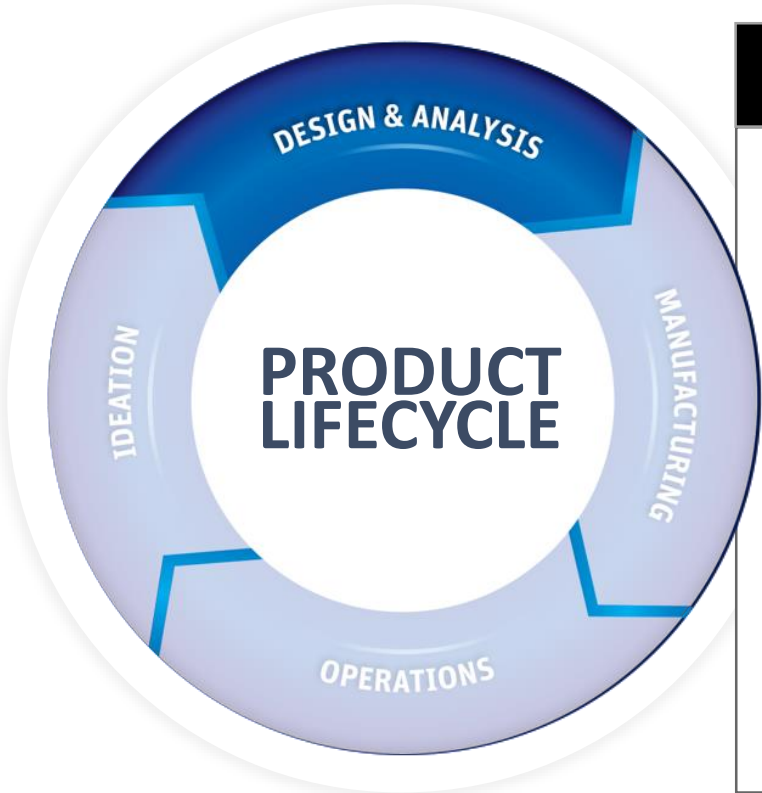 DESIGN & ANALYSIS
IDEATION
PRODUCT
LIFECYCLE
MANUFACTURING
OPERATIONS